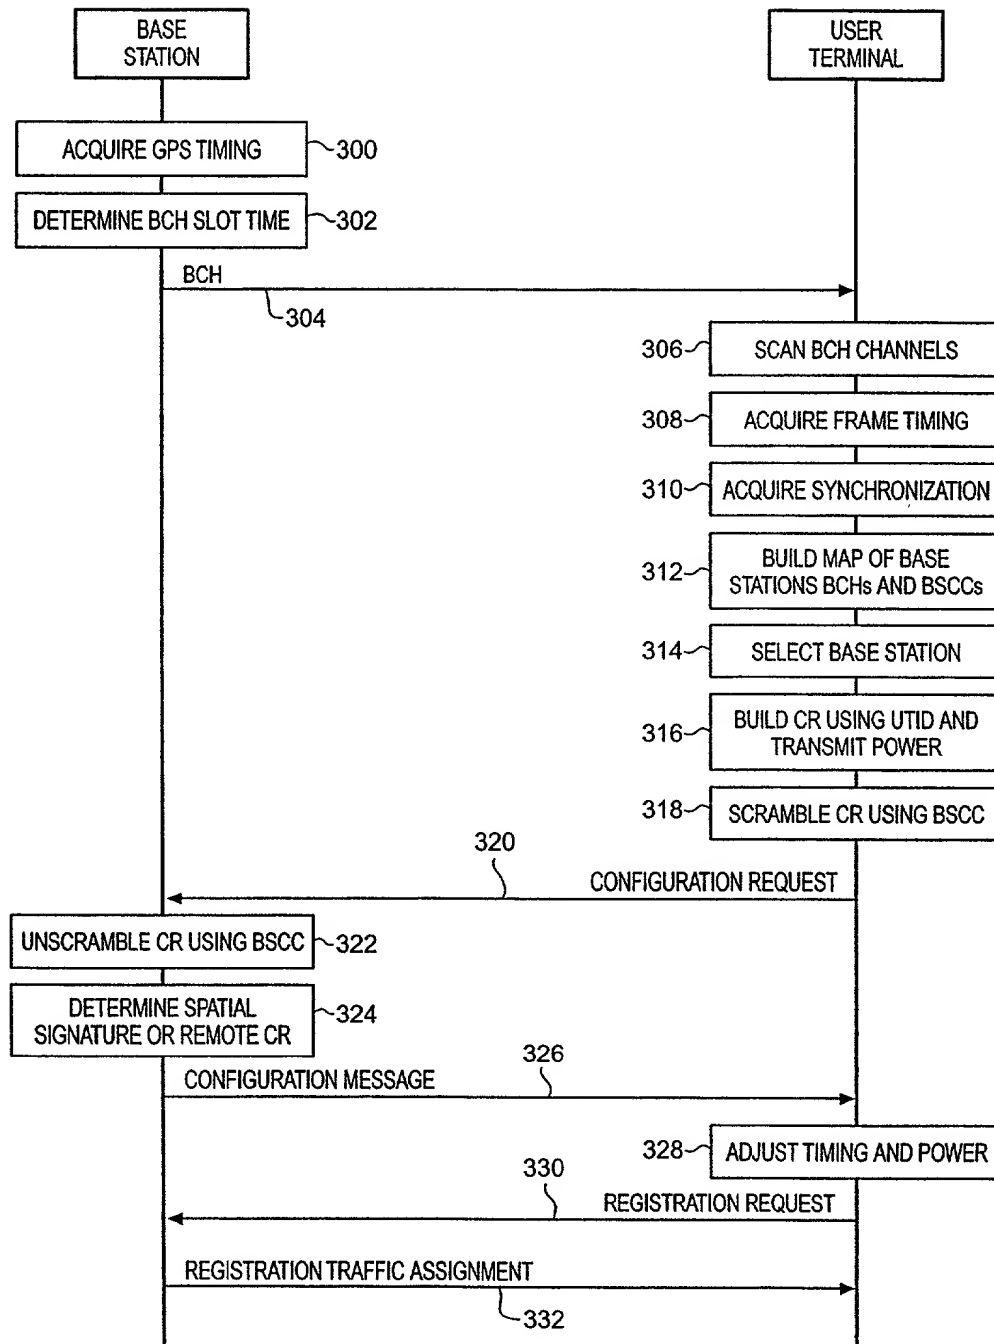 BASE
STATION
USER
TERMINAL
ACQUIRE GPS TIMING
300
DETERMINE BCH SLOT TIME
302
BCH
304
306
SCAN BCH CHANNELS
308
ACQUIRE FRAME TIMING
310
ACQUIRE SYNCHRONIZATION
312
BUILD MAP OF BASE
STATIONS BCHs AND BSCCs
314
SELECT BASE STATION
316
BUILD CR USING UTID AND
TRANSMIT POWER
318
SCRAMBLE CR USING BSCC
320
CONFIGURATION REQUEST
UNSCRAMBLE CR USING BSCC
322
DETERMINE SPATIAL
SIGNATURE OR REMOTE CR
324
326
CONFIGURATION MESSAGE
328
ADJUST TIMING AND POWER
330
REGISTRATION REQUEST
REGISTRATION TRAFFIC ASSIGNMENT
332